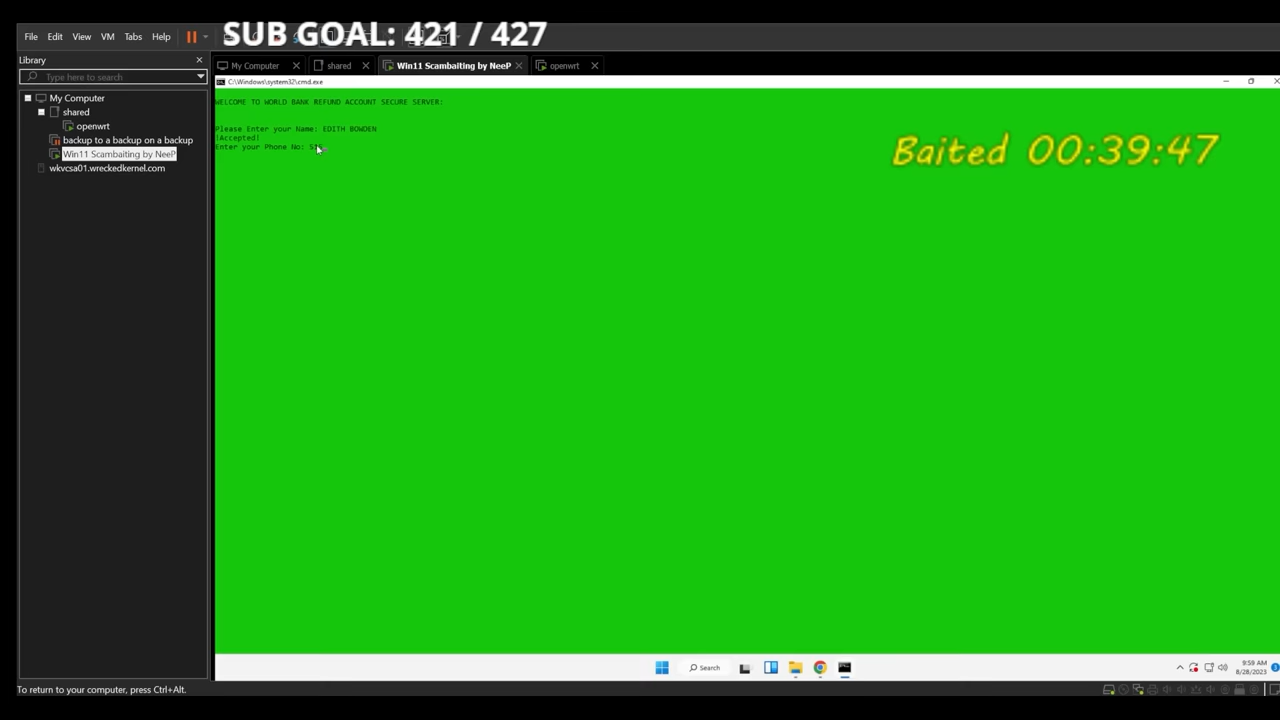 SUB GOAL: 421 / 427
File Edit View VM Tabs Help
Library
Type here to search
My Computer
shared
openwrt
backup to a backup on a backup
Win11 Scambaiting by NeeP
wkvcsa01.wreckedkernel.com
My Computer shared Win11 Scambaiting by NeeP openwrt
C:\Windows\system32\cmd.exe
WELCOME TO WORLD BANK REFUND ACCOUNT SECURE SERVER:
Please Enter your Name: EDITH BOWDEN
!Accepted!
Enter your Phone No:
Baited 00:39:47
Search
9:59 AM
8/28/2023
To return to your computer, press Ctrl+Alt.